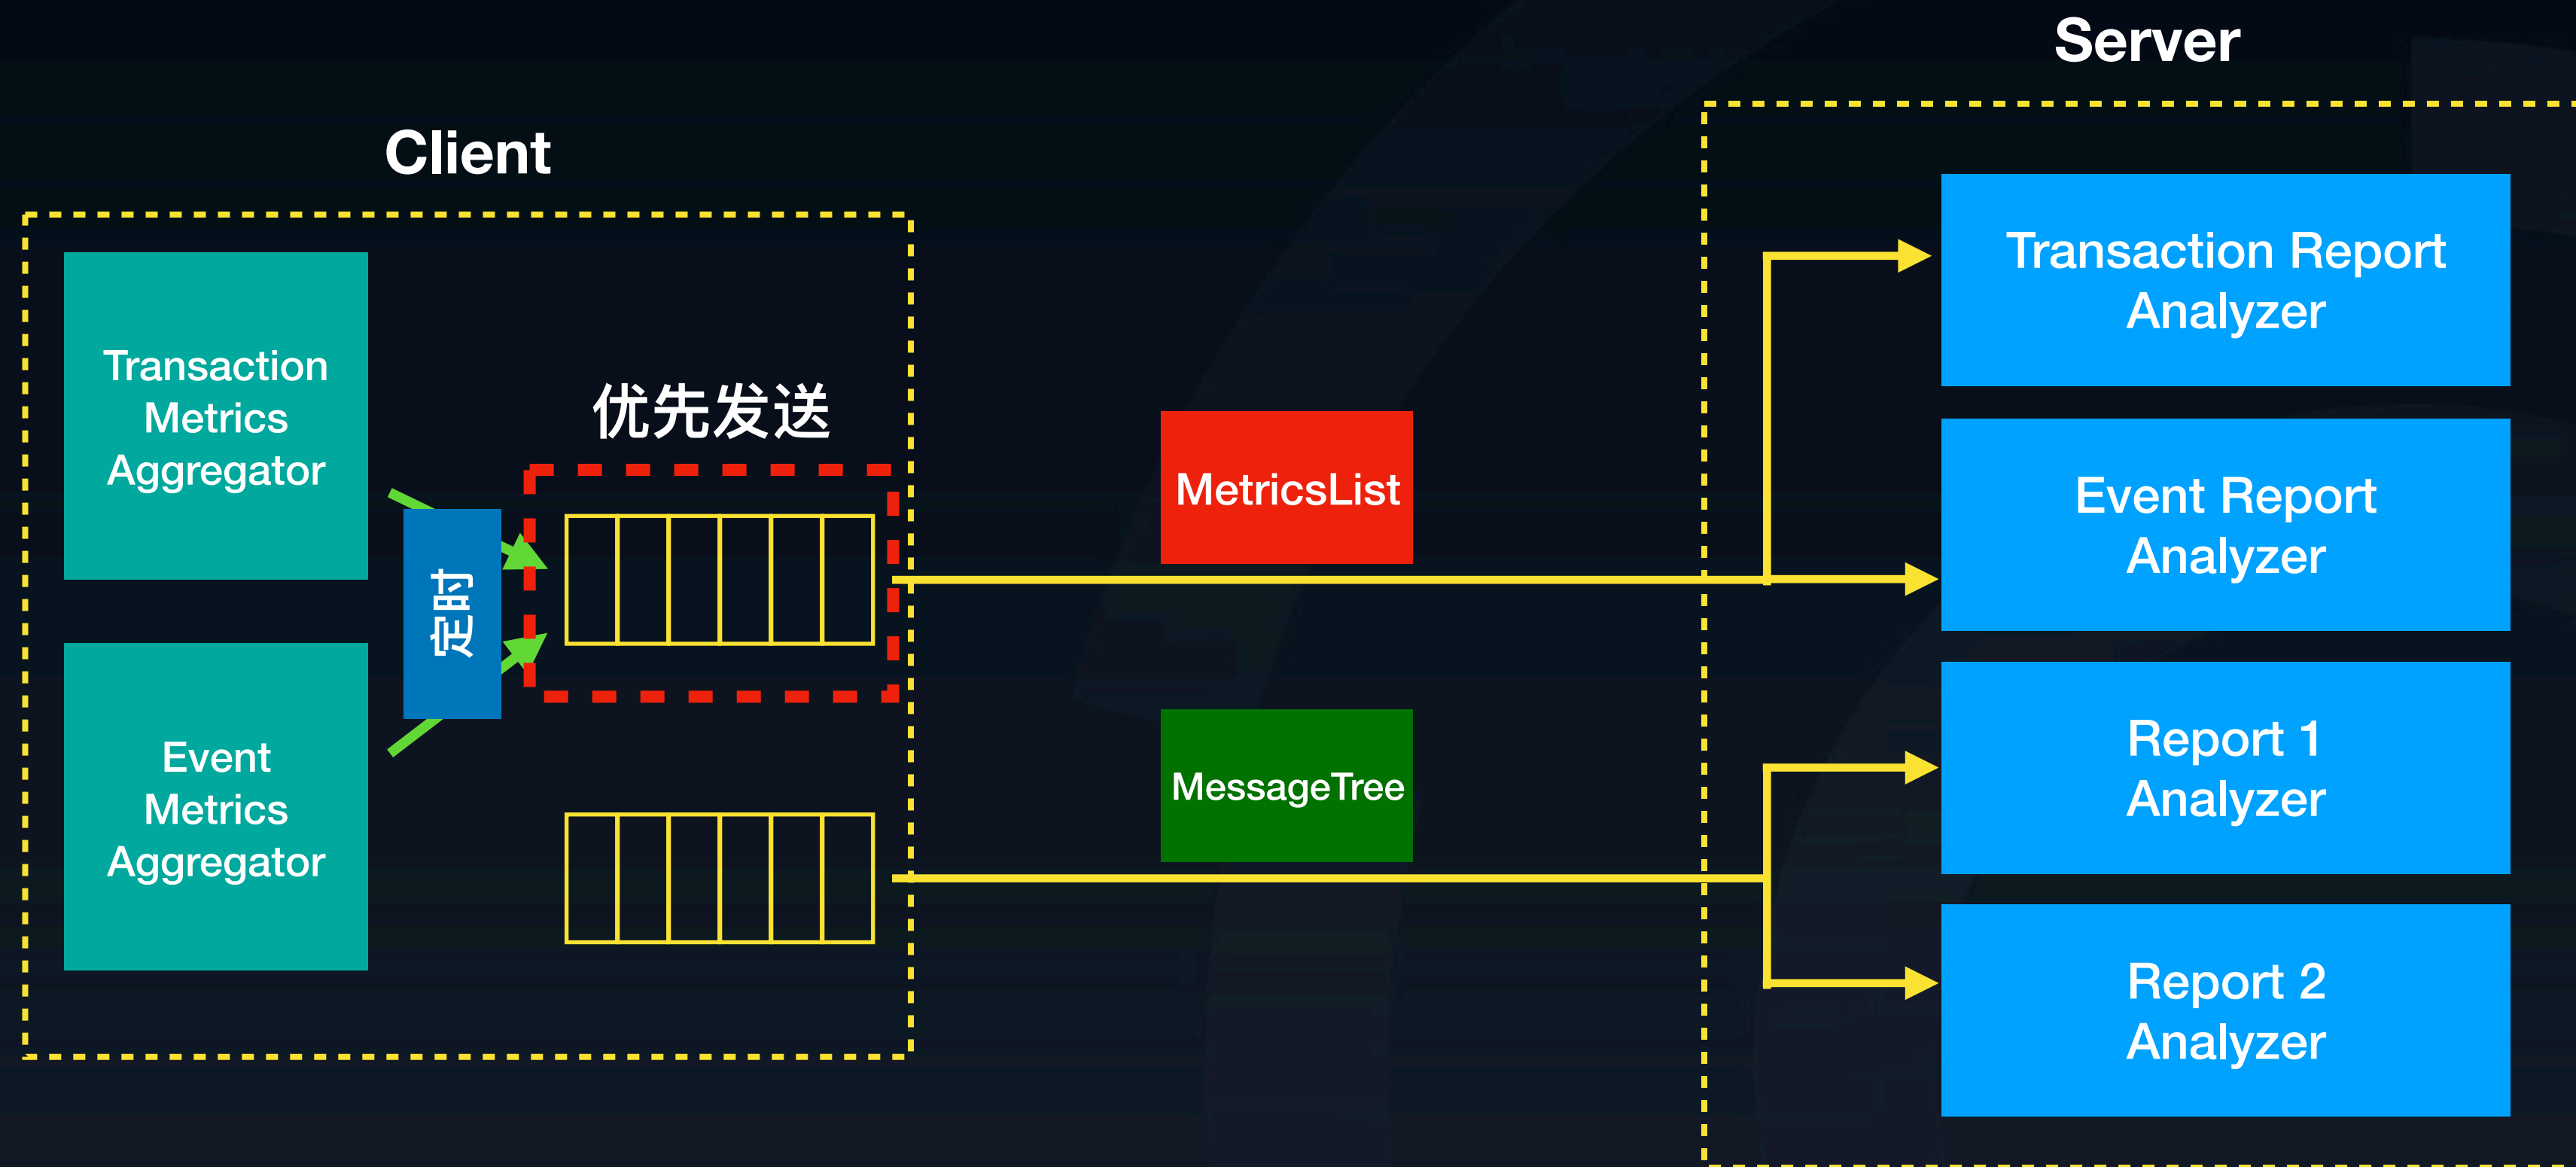 Client
Server
Transaction
Metrics
Aggregator
Event
Metrics
Aggregator
定时
优先发送
MetricsList
MessageTree
Transaction Report
Analyzer
Event Report
Analyzer
Report 1
Analyzer
Report 2
Analyzer